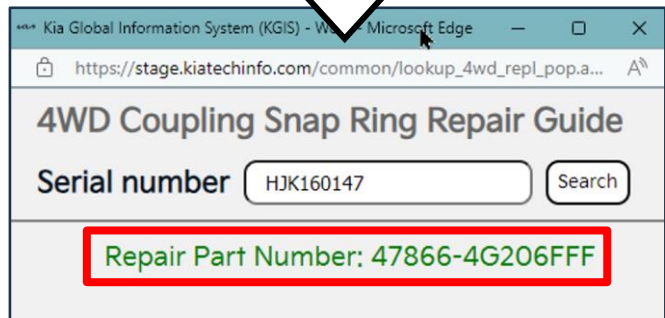 Kia Global Information System (KGIS) - W Microsoft Edge
https://stage.kiatechinfo.com/common/lookup_4wd_repl_pop.a...
4WD Coupling Snap Ring Repair Guide
Serial number HJK160147 Search
Repair Part Number: 47866-4G206FFF